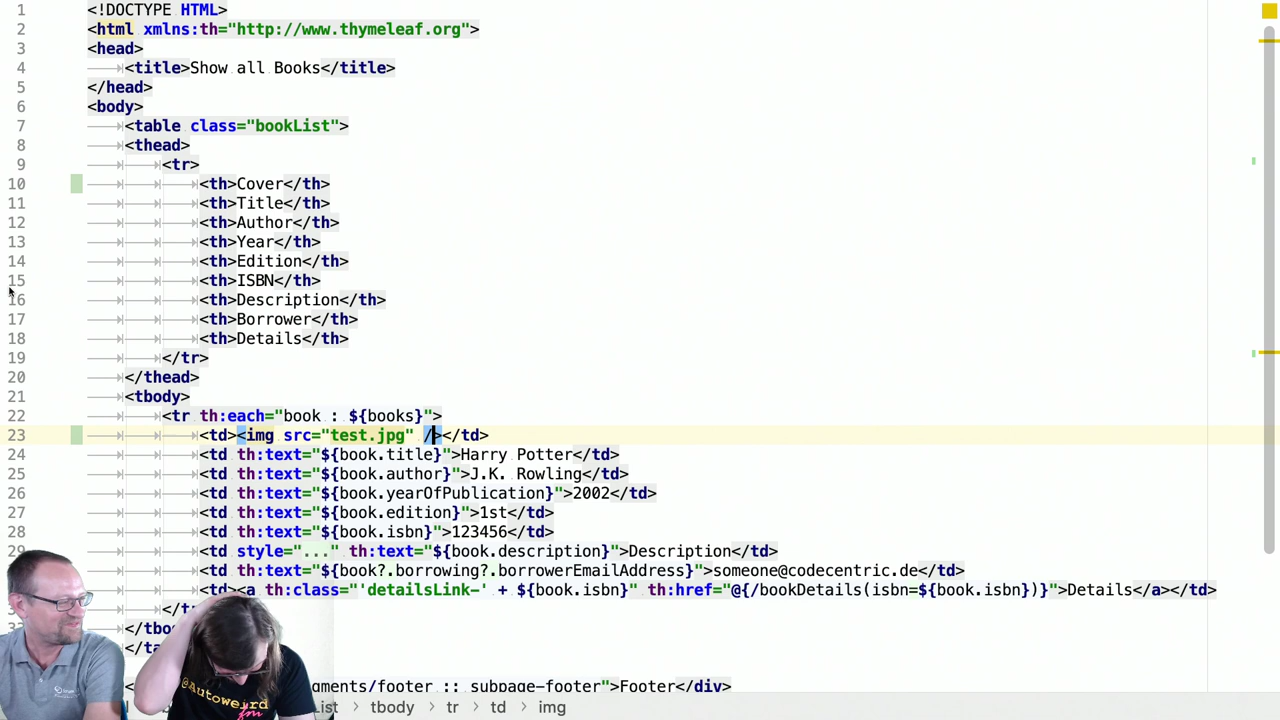 1 <!DOCTYPE HTML>
2 <html xmlns:th="http://www.thymeleaf.org">
3 <head>
4 <title>Show all Books</title>
5 </head>
6 <body>
7 <table class="bookList">
8 <thead>
9 <tr>
10 <th>Cover</th>
11 <th>Title</th>
12 <th>Author</th>
13 <th>Year</th>
14 <th>Edition</th>
15 <th>ISBN</th>
16 <th>Description</th>
17 <th>Borrower</th>
18 <th>Details</th>
19 </tr>
20 </thead>
21 <tbody>
22 <tr th:each="book : ${books}">
23 <td><img src="test.jpg" /></td>
24 <td th:text="${book.title}">Harry Potter</td>
25 <td th:text="${book.author}">J.K. Rowling</td>
26 <td th:text="${book.yearOfPublication}">2002</td>
27 <td th:text="${book.edition}">1st</td>
28 <td th:text="${book.isbn}">123456</td>
29 <td style="..." th:text="${book.description}">Description</td>
<td th:text="${book?.borrowing?.borrowerEmailAddress}">someone@codecentric.de</td>
<td><a th:class="'detailsLink-' + ${book.isbn}" th:href="@{/bookDetails(isbn=${book.isbn})}">Details</a></td>
</tr
</tbo
</ta
gments/footer :: subpage-footer">Footer</div>
@Autoweird
fm
tbody tr td img